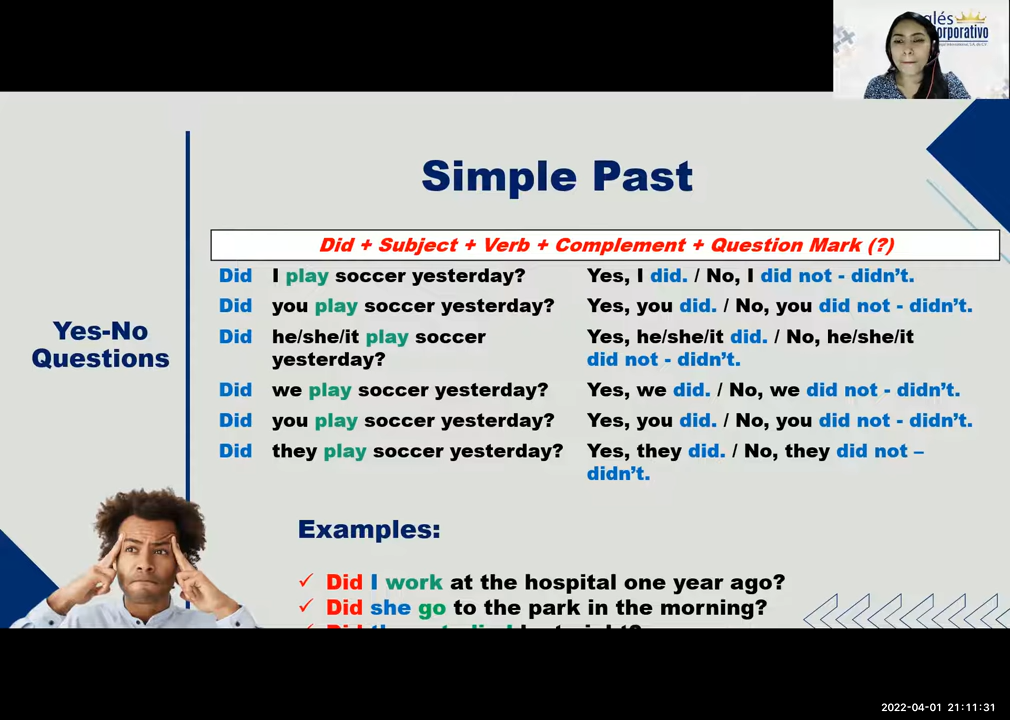 glés
orporativo
Simple Past
Did + Subject + Verb + Complement + Question Mark (?)
Did I play soccer yesterday? Yes, I did. / No, I did not - didn't.
Did you play soccer yesterday? Yes, you did. / No, you did not - didn't.
Did he/she/it play soccer Yes, he/she/it did. / No, he/she/it
yesterday? did not - didn't.
Yes-No
Questions
Did we play soccer yesterday? Yes, we did. / No, we did not - didn't.
Did you play soccer yesterday? Yes, you did. / No, you did not - didn't.
Did they play soccer yesterday? Yes, they did. / No, they did not –
didn't.
Examples:
✓ Did I work at the hospital one year ago?
✓ Did she go to the park in the morning?
2022-04-01 21:11:31